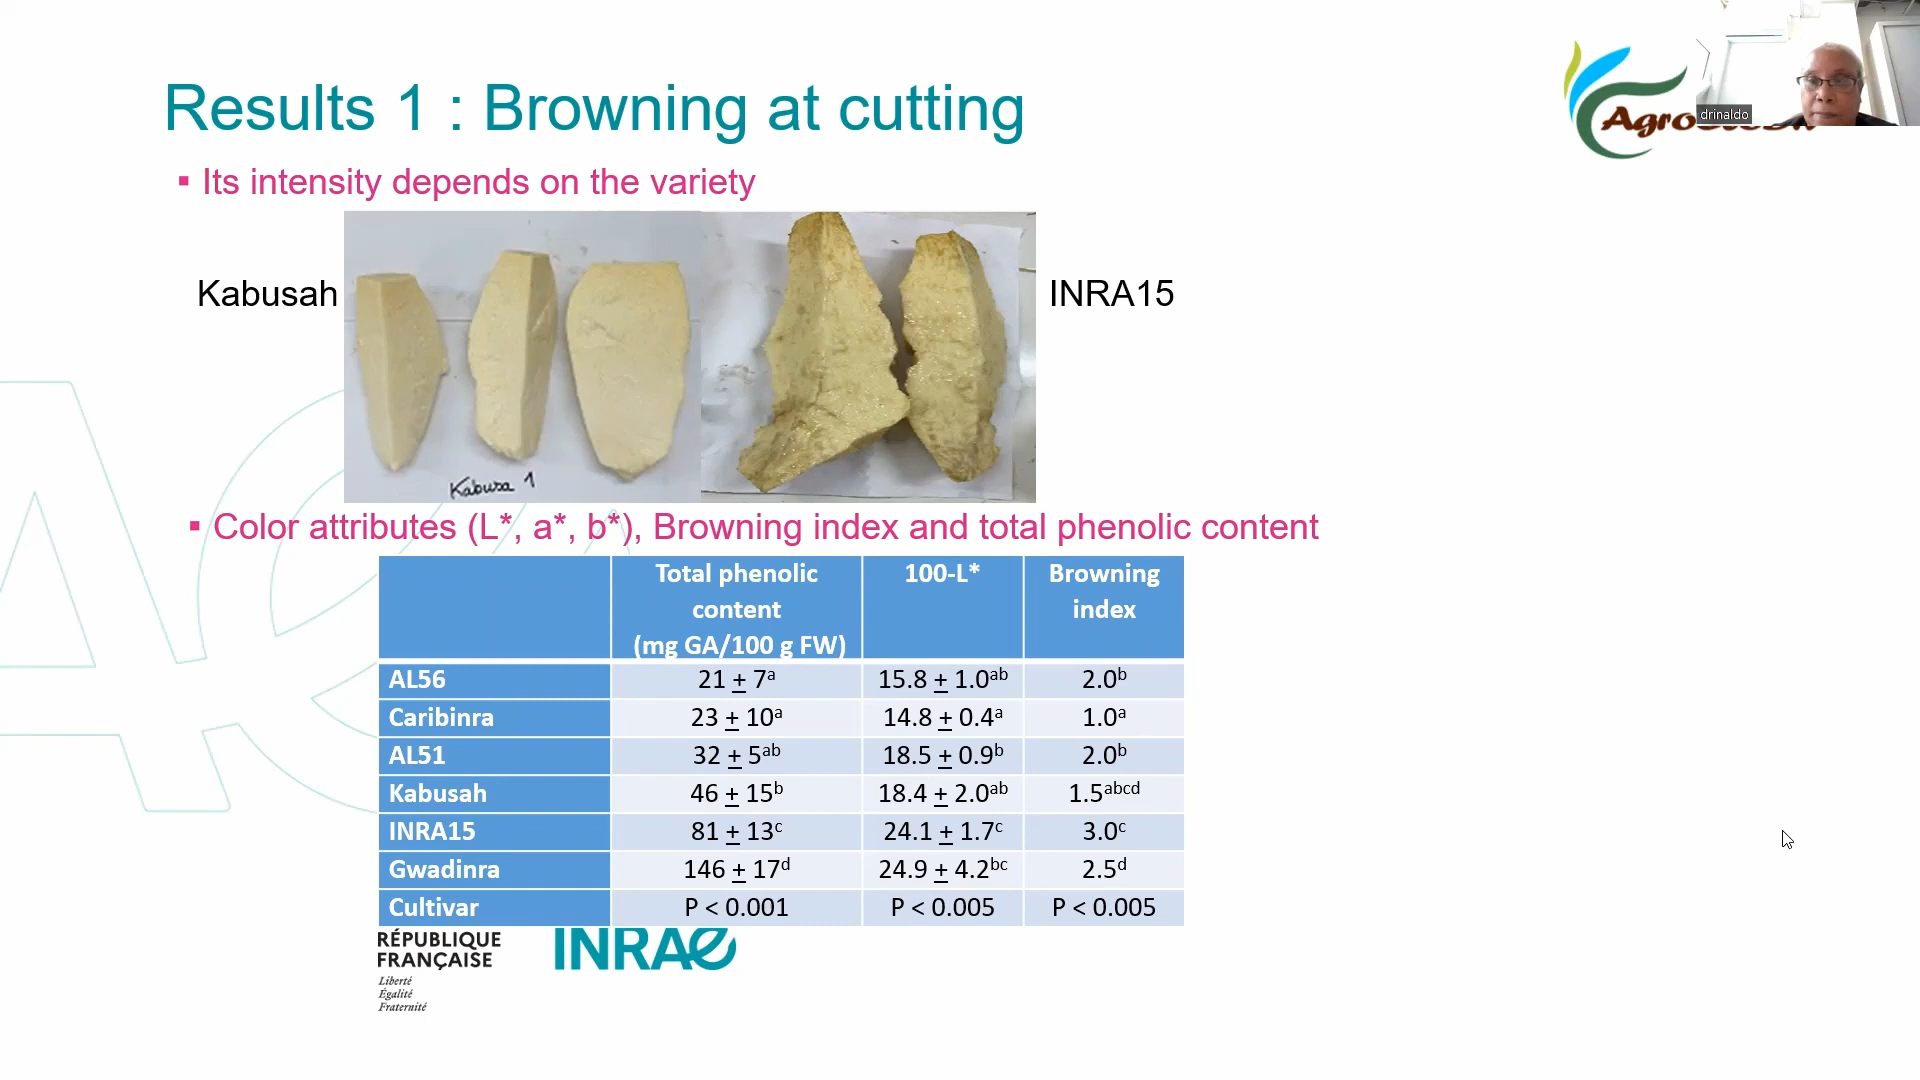 Results 1 : Browning at cutting
drinaldo
▪ Its intensity depends on the variety
Kabusah
INRA15
Kabusa 1
▪ Color attributes (L*, a*, b*), Browning index and total phenolic content
Total phenolic content (mg GA/100 g FW) 100-L* Browning index
AL56 21 ± 7ᵃ 15.8 ± 1.0ᵃᵇ 2.0ᵇ
Caribinra 23 ± 10ᵃ 14.8 ± 0.4ᵃ 1.0ᵃ
AL51 32 ± 5ᵃᵇ 18.5 ± 0.9ᵇ 2.0ᵇ
Kabusah 46 ± 15ᵇ 18.4 ± 2.0ᵃᵇ 1.5ᵃᵇᶜᵈ
INRA15 81 ± 13ᶜ 24.1 ± 1.7ᶜ 3.0ᶜ
Gwadinra 146 ± 17ᵈ 24.9 ± 4.2ᵇᶜ 2.5ᵈ
Cultivar P < 0.001 P < 0.005 P < 0.005
RÉPUBLIQUE
FRANÇAISE
Liberté
Égalité
Fraternité
INRAE